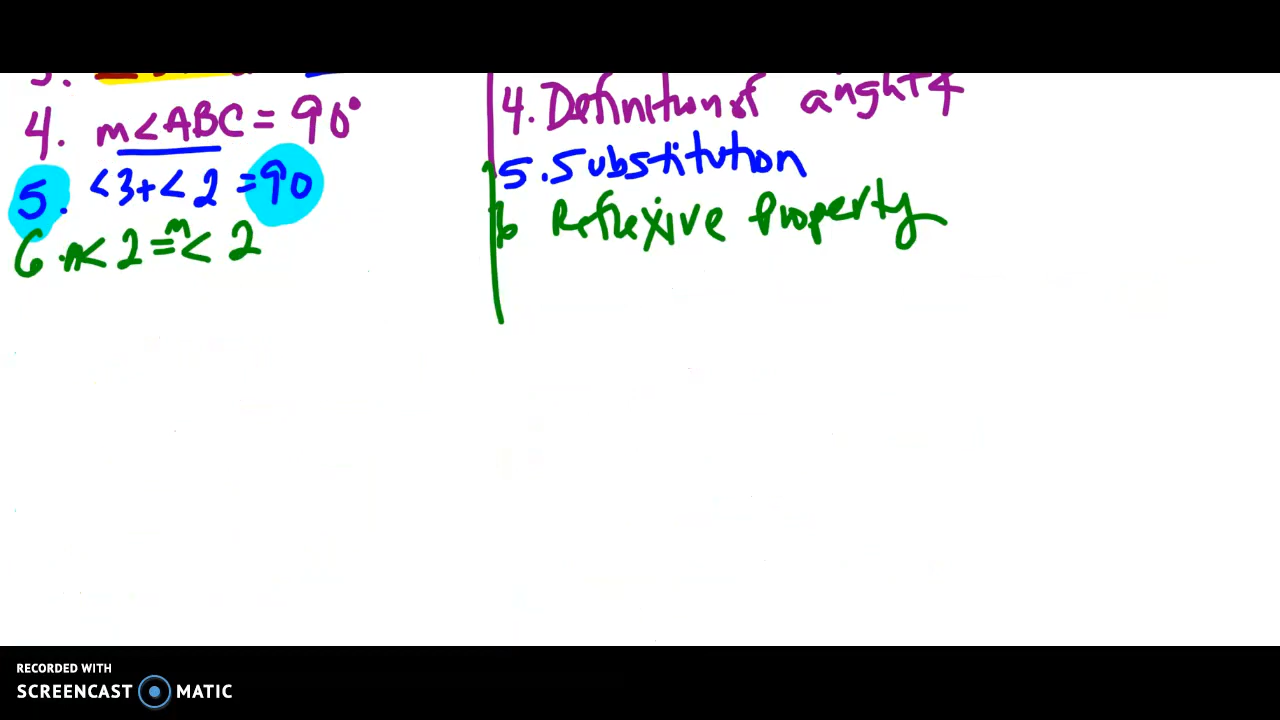 3.
4. m<ABC = 90°
4. Definition of a right ∡
5. <3+<2 = 90
5. Substitution
6. m<2 = m<2
6 Reflexive Property
RECORDED WITH
SCREENCAST MATIC